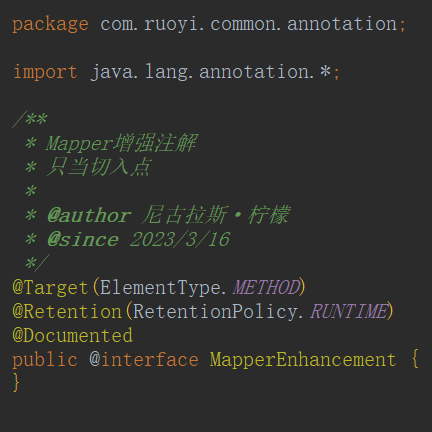 package com.ruoyi.common.annotation;
import java.lang.annotation.*;
/**
* Mapper增强注解
* 只当切入点
*
* @author 尼古拉斯·柠檬
* @since 2023/3/16
*/
@Target(ElementType.METHOD)
@Retention(RetentionPolicy.RUNTIME)
@Documented
public @interface MapperEnhancement {
}